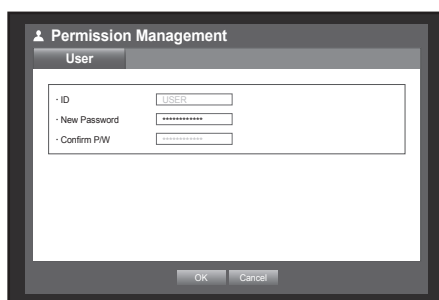 Permission Management
User
· ID USER
· New Password ************
· Confirm P/W ************
OK Cancel